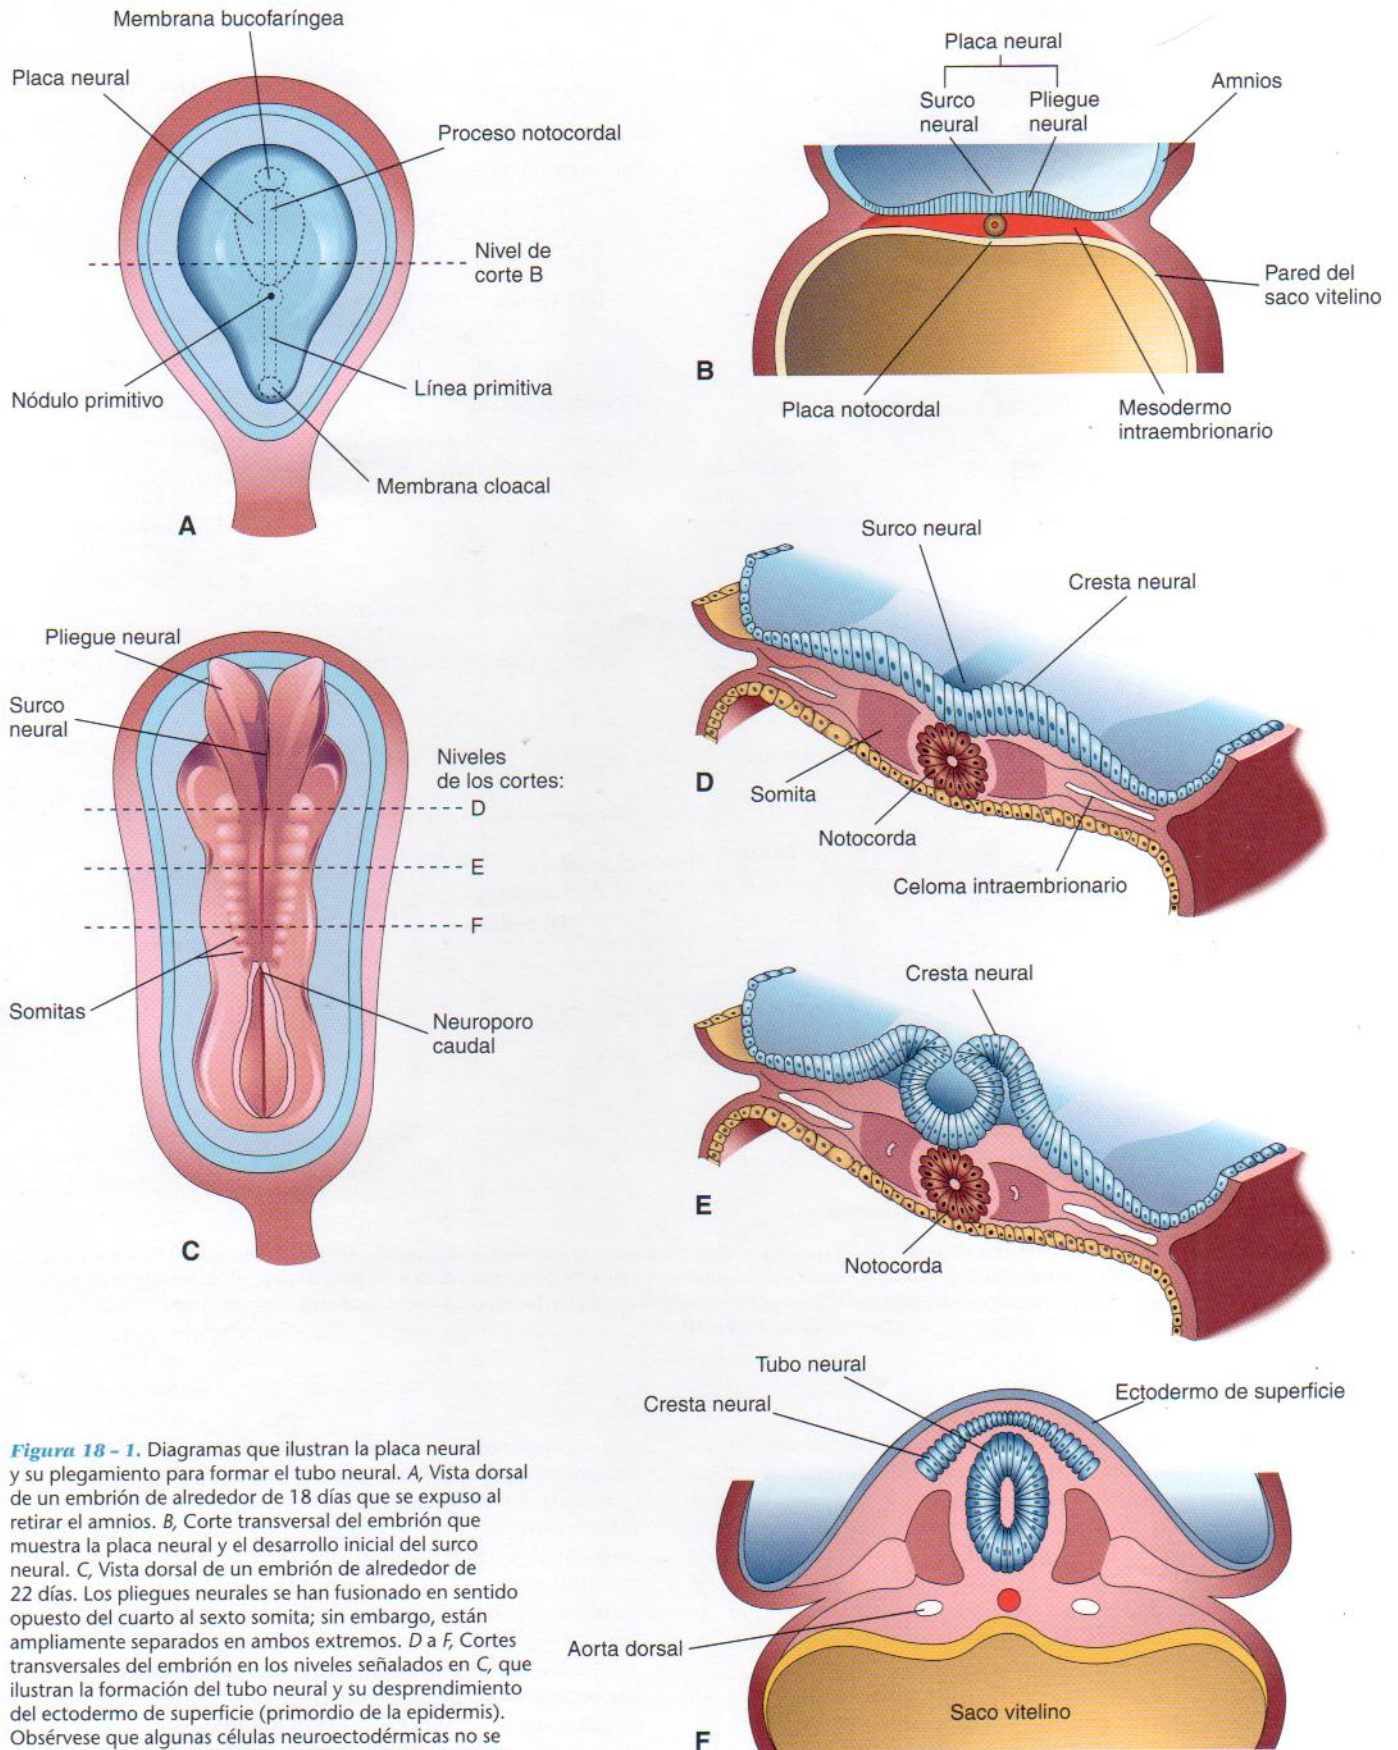 Membrana bucofaríngea
Placa neural
Proceso notocordal
Nivel de
corte B
Nódulo primitivo
Línea primitiva
Membrana cloacal
A
Placa neural
Surco
neural
Pliegue
neural
Amnios
Pared del
saco vitelino
B
Placa notocordal
Mesodermo
intraembrionario
Pliegue neural
Surco
neural
Niveles
de los cortes:
D
E
F
Somitas
Neuroporo
caudal
C
Surco neural
Cresta neural
D
Somita
Notocorda
Celoma intraembrionario
Cresta neural
E
Notocorda
Tubo neural
Cresta neural
Ectodermo de superficie
Aorta dorsal
Saco vitelino
F
Figura 18 – 1. Diagramas que ilustran la placa neural
y su plegamiento para formar el tubo neural. A, Vista dorsal
de un embrión de alrededor de 18 días que se expuso al
retirar el amnios. B, Corte transversal del embrión que
muestra la placa neural y el desarrollo inicial del surco
neural. C, Vista dorsal de un embrión de alrededor de
22 días. Los pliegues neurales se han fusionado en sentido
opuesto del cuarto al sexto somita; sin embargo, están
ampliamente separados en ambos extremos. D a F, Cortes
transversales del embrión en los niveles señalados en C, que
ilustran la formación del tubo neural y su desprendimiento
del ectodermo de superficie (primordio de la epidermis).
Obsérvese que algunas células neuroectodérmicas no se